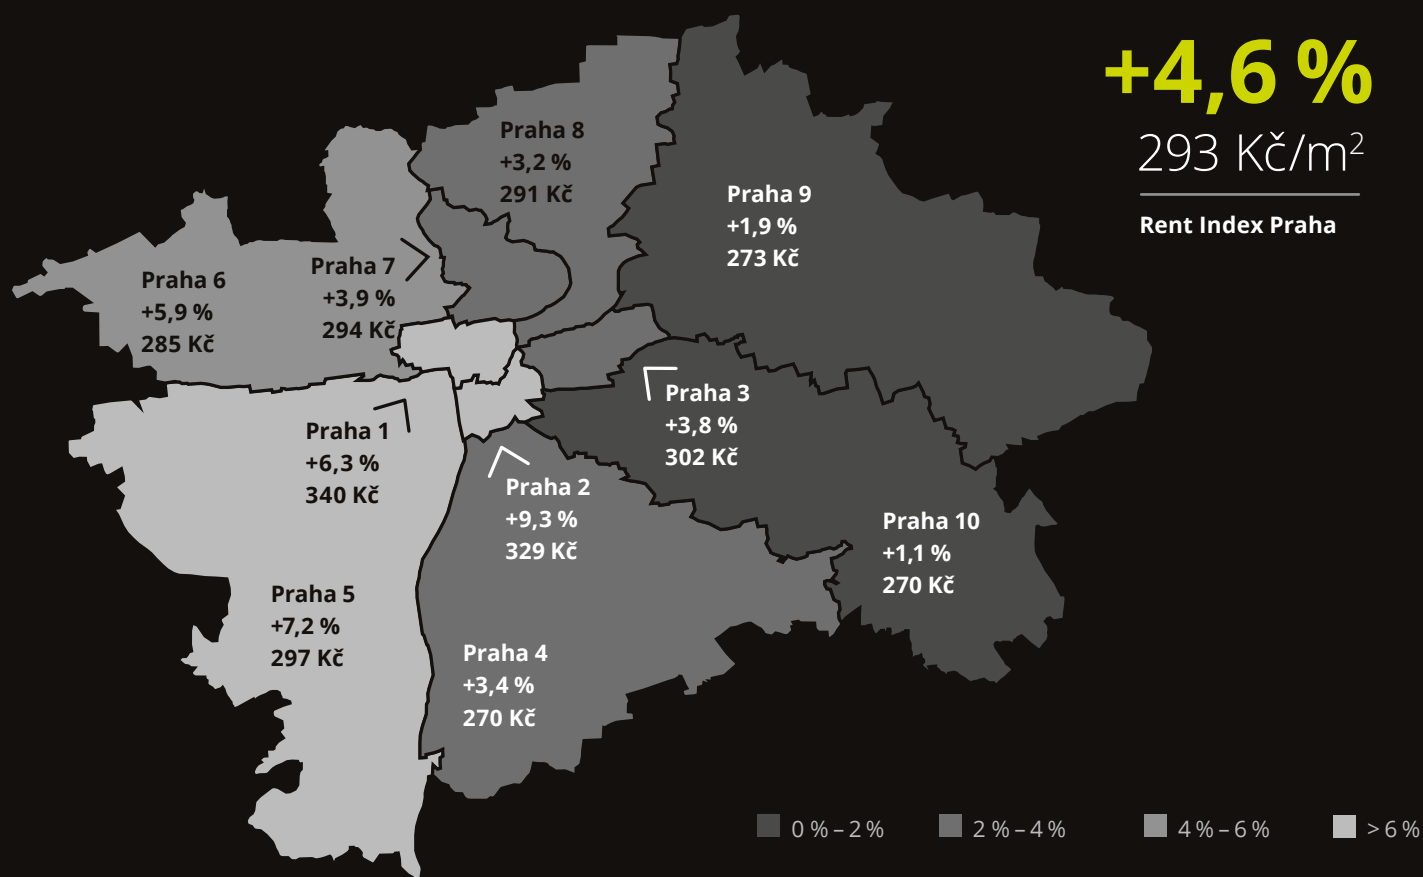 +4,6 %
293 Kč/m²
Rent Index Praha
Praha 8
+3,2 %
291 Kč
Praha 9
+1,9 %
273 Kč
Praha 7
+3,9 %
294 Kč
Praha 6
+5,9 %
285 Kč
Praha 3
+3,8 %
302 Kč
Praha 1
+6,3 %
340 Kč
Praha 2
+9,3 %
329 Kč
Praha 10
+1,1 %
270 Kč
Praha 5
+7,2 %
297 Kč
Praha 4
+3,4 %
270 Kč
0 % – 2 %
2 % – 4 %
4 % – 6 %
> 6 %